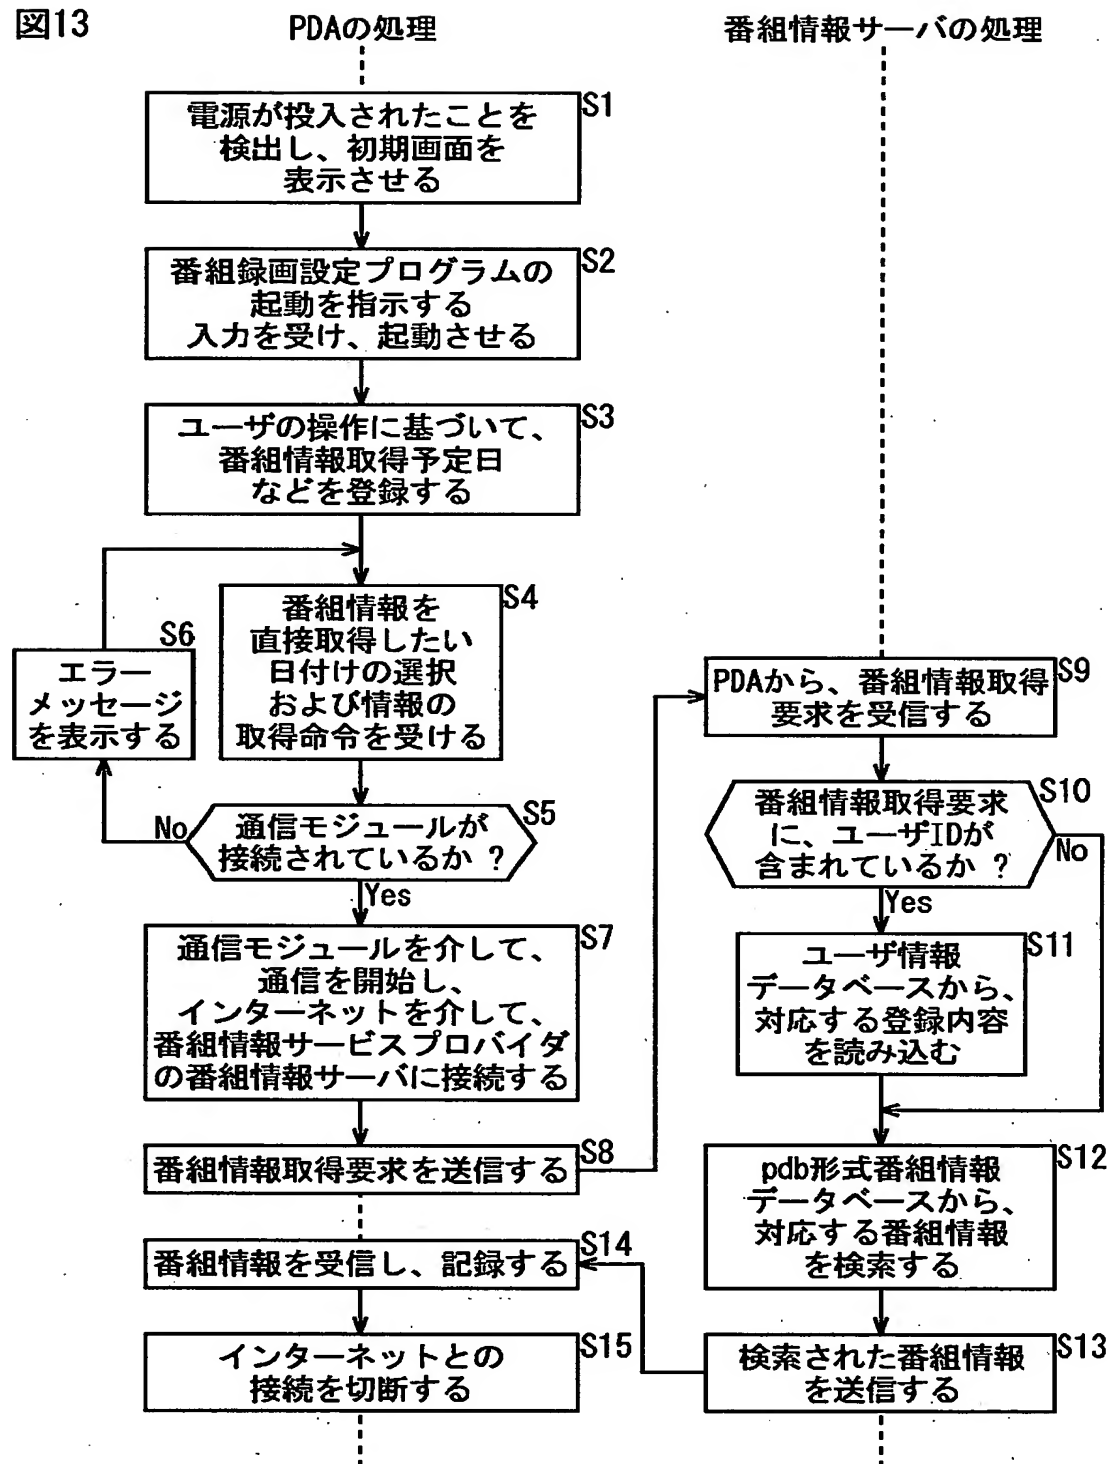 図13
PDAの処理
番組情報サーバの処理
S1
電源が投入されたことを
検出し、初期画面を
表示させる
S2
番組録画設定プログラムの
起動を指示する
入力を受け、起動させる
S3
ユーザの操作に基づいて、
番組情報取得予定日
などを登録する
S4
番組情報を
直接取得したい
日付けの選択
および情報の
取得命令を受ける
S6
エラー
メッセージ
を表示する
S5
通信モジュールが
接続されているか ?
No
Yes
S7
通信モジュールを介して、
通信を開始し、
インターネットを介して、
番組情報サービスプロバイダ
の番組情報サーバに接続する
S8
番組情報取得要求を送信する
S9
PDAから、番組情報取得
要求を受信する
S10
番組情報取得要求
に、ユーザIDが
含まれているか ?
No
Yes
S11
ユーザ情報
データベースから、
対応する登録内容
を読み込む
S12
pdb形式番組情報
データベースから、
対応する番組情報
を検索する
S13
検索された番組情報
を送信する
S14
番組情報を受信し、記録する
S15
インターネットとの
接続を切断する